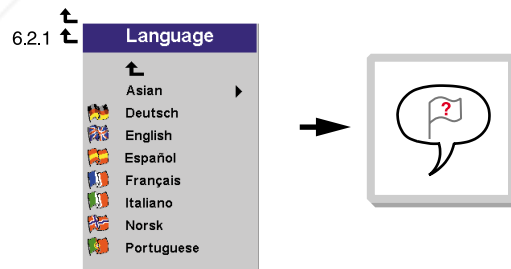 6.2.1 Language
Asian
Deutsch
English
Español
Français
Italiano
Norsk
Portuguese
?